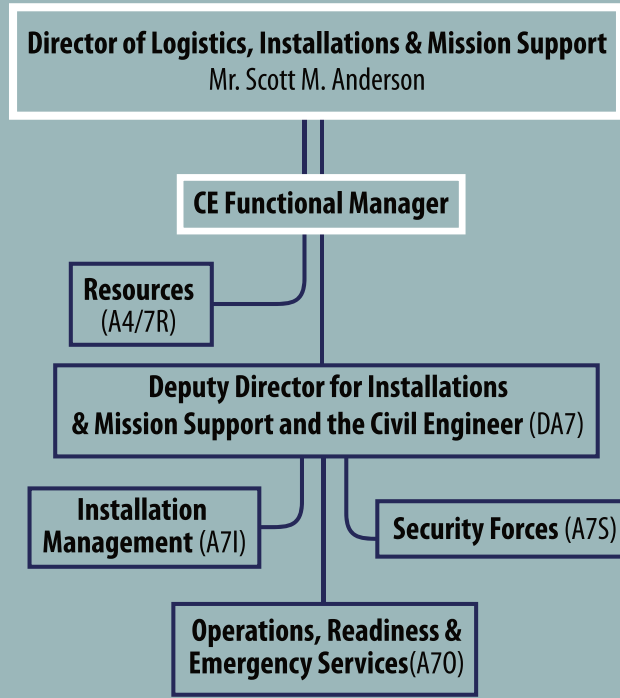 Director of Logistics, Installations & Mission Support
Mr. Scott M. Anderson
CE Functional Manager
Resources
(A4/7R)
Deputy Director for Installations
& Mission Support and the Civil Engineer (DA7)
Installation
Management (A7I)
Security Forces (A7S)
Operations, Readiness &
Emergency Services(A7O)